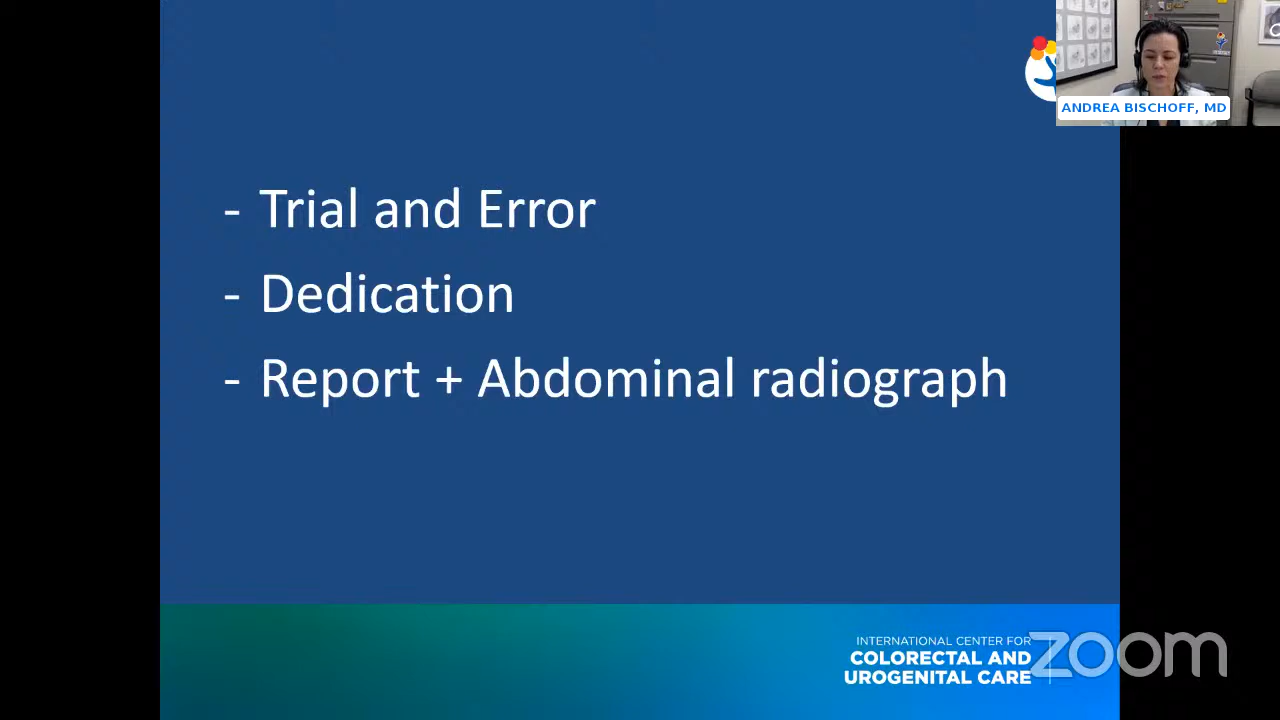 ANDREA BISCHOFF, MD
- Trial and Error
- Dedication
- Report + Abdominal radiograph
INTERNATIONAL CENTER FOR
COLORECTAL AND
UROGENITAL CARE
zoom